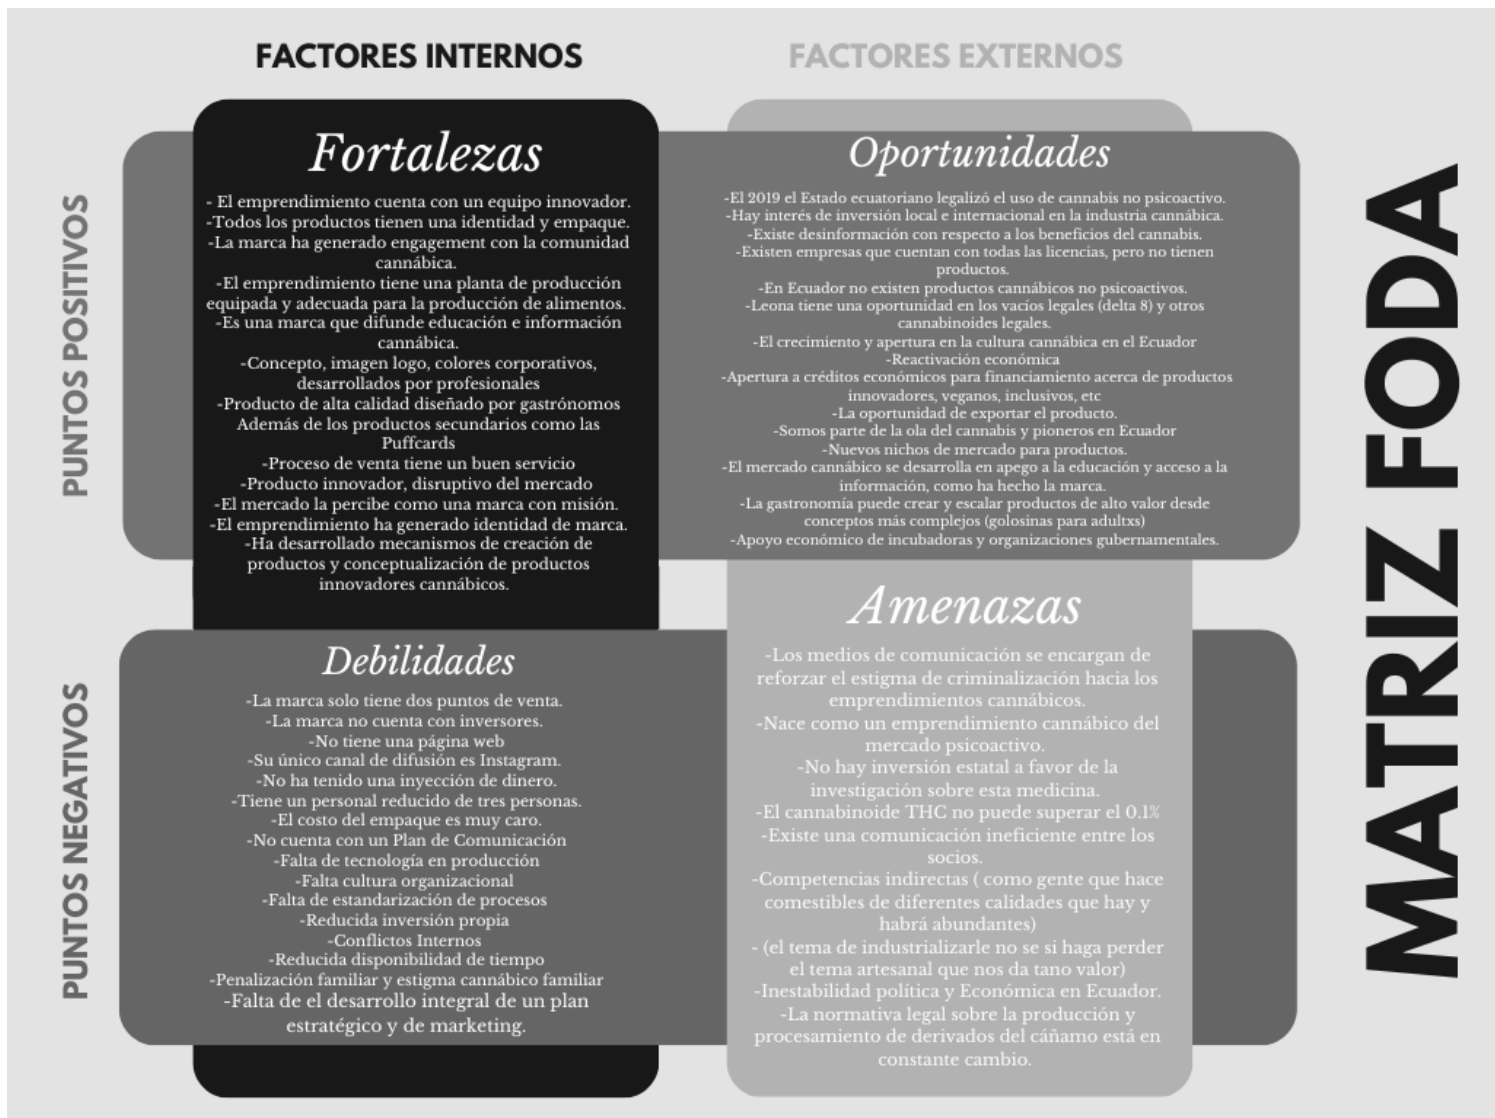 FACTORES INTERNOS
FACTORES EXTERNOS
PUNTOS POSITIVOS
Fortalezas
- El emprendimiento cuenta con un equipo innovador.
-Todos los productos tienen una identidad y empaque.
-La marca ha generado engagement con la comunidad
cannábica.
-El emprendimiento tiene una planta de producción
equipada y adecuada para la producción de alimentos.
-Es una marca que difunde educación e información
cannábica.
-Concepto, imagen logo, colores corporativos,
desarrollados por profesionales
-Producto de alta calidad diseñado por gastrónomos
Además de los productos secundarios como las
Puffcards
-Proceso de venta tiene un buen servicio
-Producto innovador, disruptivo del mercado
-El mercado la percibe como una marca con misión.
-El emprendimiento ha generado identidad de marca.
-Ha desarrollado mecanismos de creación de
productos y conceptualización de productos
innovadores cannábicos.
Oportunidades
-El 2019 el Estado ecuatoriano legalizó el uso de cannabis no psicoactivo.
-Hay interés de inversión local e internacional en la industria cannábica.
-Existe desinformación con respecto a los beneficios del cannabis.
-Existen empresas que cuentan con todas las licencias, pero no tienen
productos.
-En Ecuador no existen productos cannábicos no psicoactivos.
-Leona tiene una oportunidad en los vacíos legales (delta 8) y otros
cannabinoides legales.
-El crecimiento y apertura en la cultura cannábica en el Ecuador
-Reactivación económica
-Apertura a créditos económicos para financiamiento acerca de productos
innovadores, veganos, inclusivos, etc
-La oportunidad de exportar el producto.
-Somos parte de la ola del cannabis y pioneros en Ecuador
-Nuevos nichos de mercado para productos.
-El mercado cannábico se desarrolla en apego a la educación y acceso a la
información, como ha hecho la marca.
-La gastronomía puede crear y escalar productos de alto valor desde
conceptos más complejos (golosinas para adultxs)
-Apoyo económico de incubadoras y organizaciones gubernamentales.
PUNTOS NEGATIVOS
Debilidades
-La marca solo tiene dos puntos de venta.
-La marca no cuenta con inversores.
-No tiene una página web
-Su único canal de difusión es Instagram.
-No ha tenido una inyección de dinero.
-Tiene un personal reducido de tres personas.
-El costo del empaque es muy caro.
-No cuenta con un Plan de Comunicación
-Falta de tecnología en producción
-Falta cultura organizacional
-Falta de estandarización de procesos
-Reducida inversión propia
-Conflictos Internos
-Reducida disponibilidad de tiempo
-Penalización familiar y estigma cannábico familiar
-Falta de el desarrollo integral de un plan
estratégico y de marketing.
Amenazas
-Los medios de comunicación se encargan de
reforzar el estigma de criminalización hacia los
emprendimientos cannábicos.
-Nace como un emprendimiento cannábico del
mercado psicoactivo.
-No hay inversión estatal a favor de la
investigación sobre esta medicina.
-El cannabinoide THC no puede superar el 0.1%
-Existe una comunicación ineficiente entre los
socios.
-Competencias indirectas ( como gente que hace
comestibles de diferentes calidades que hay y
habrá abundantes)
- (el tema de industrializarle no se si haga perder
el tema artesanal que nos da tano valor)
-Inestabilidad política y Económica en Ecuador.
-La normativa legal sobre la producción y
procesamiento de derivados del cáñamo está en
constante cambio.
MATRIZ FODA